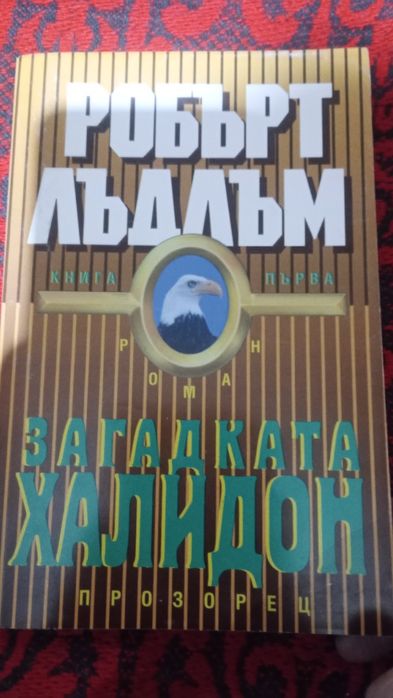 РОБЪРТ
ЛЪДЛЪМ
КНИГА ПЪРВА
РОМАН
ЗАГАДКАТА
ХАЛИДОН
ПРОЗОРЕЦ